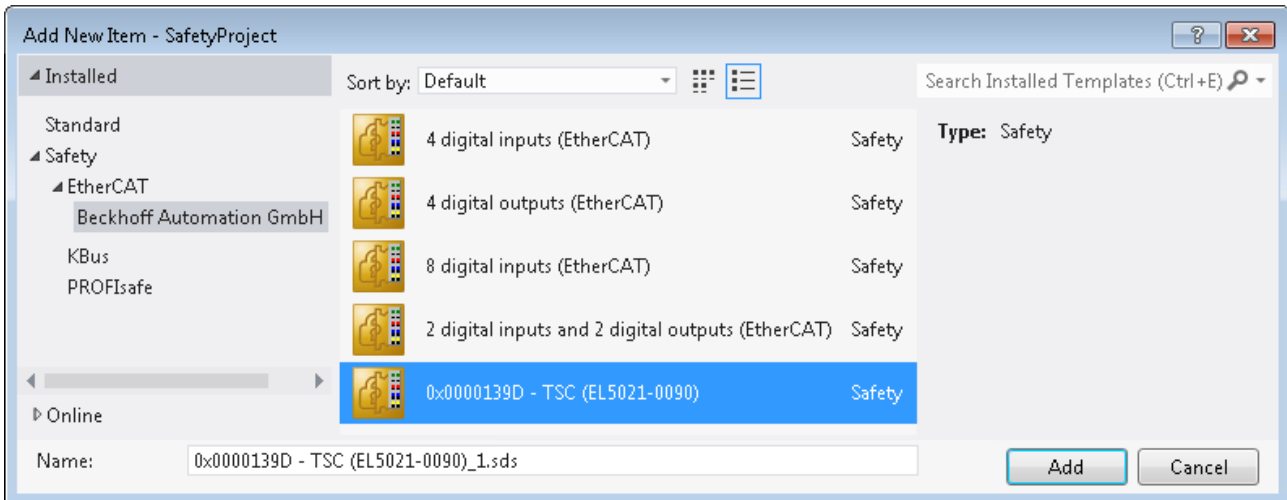 Add New Item - SafetyProject
Installed
Sort by: Default
Search Installed Templates (Ctrl+E)
Standard
Safety
EtherCAT
Beckhoff Automation GmbH
KBus
PROFIsafe
4 digital inputs (EtherCAT) Safety
4 digital outputs (EtherCAT) Safety
8 digital inputs (EtherCAT) Safety
2 digital inputs and 2 digital outputs (EtherCAT) Safety
0x0000139D - TSC (EL5021-0090) Safety
Type: Safety
Online
Name: 0x0000139D - TSC (EL5021-0090)_1.sds
Add Cancel